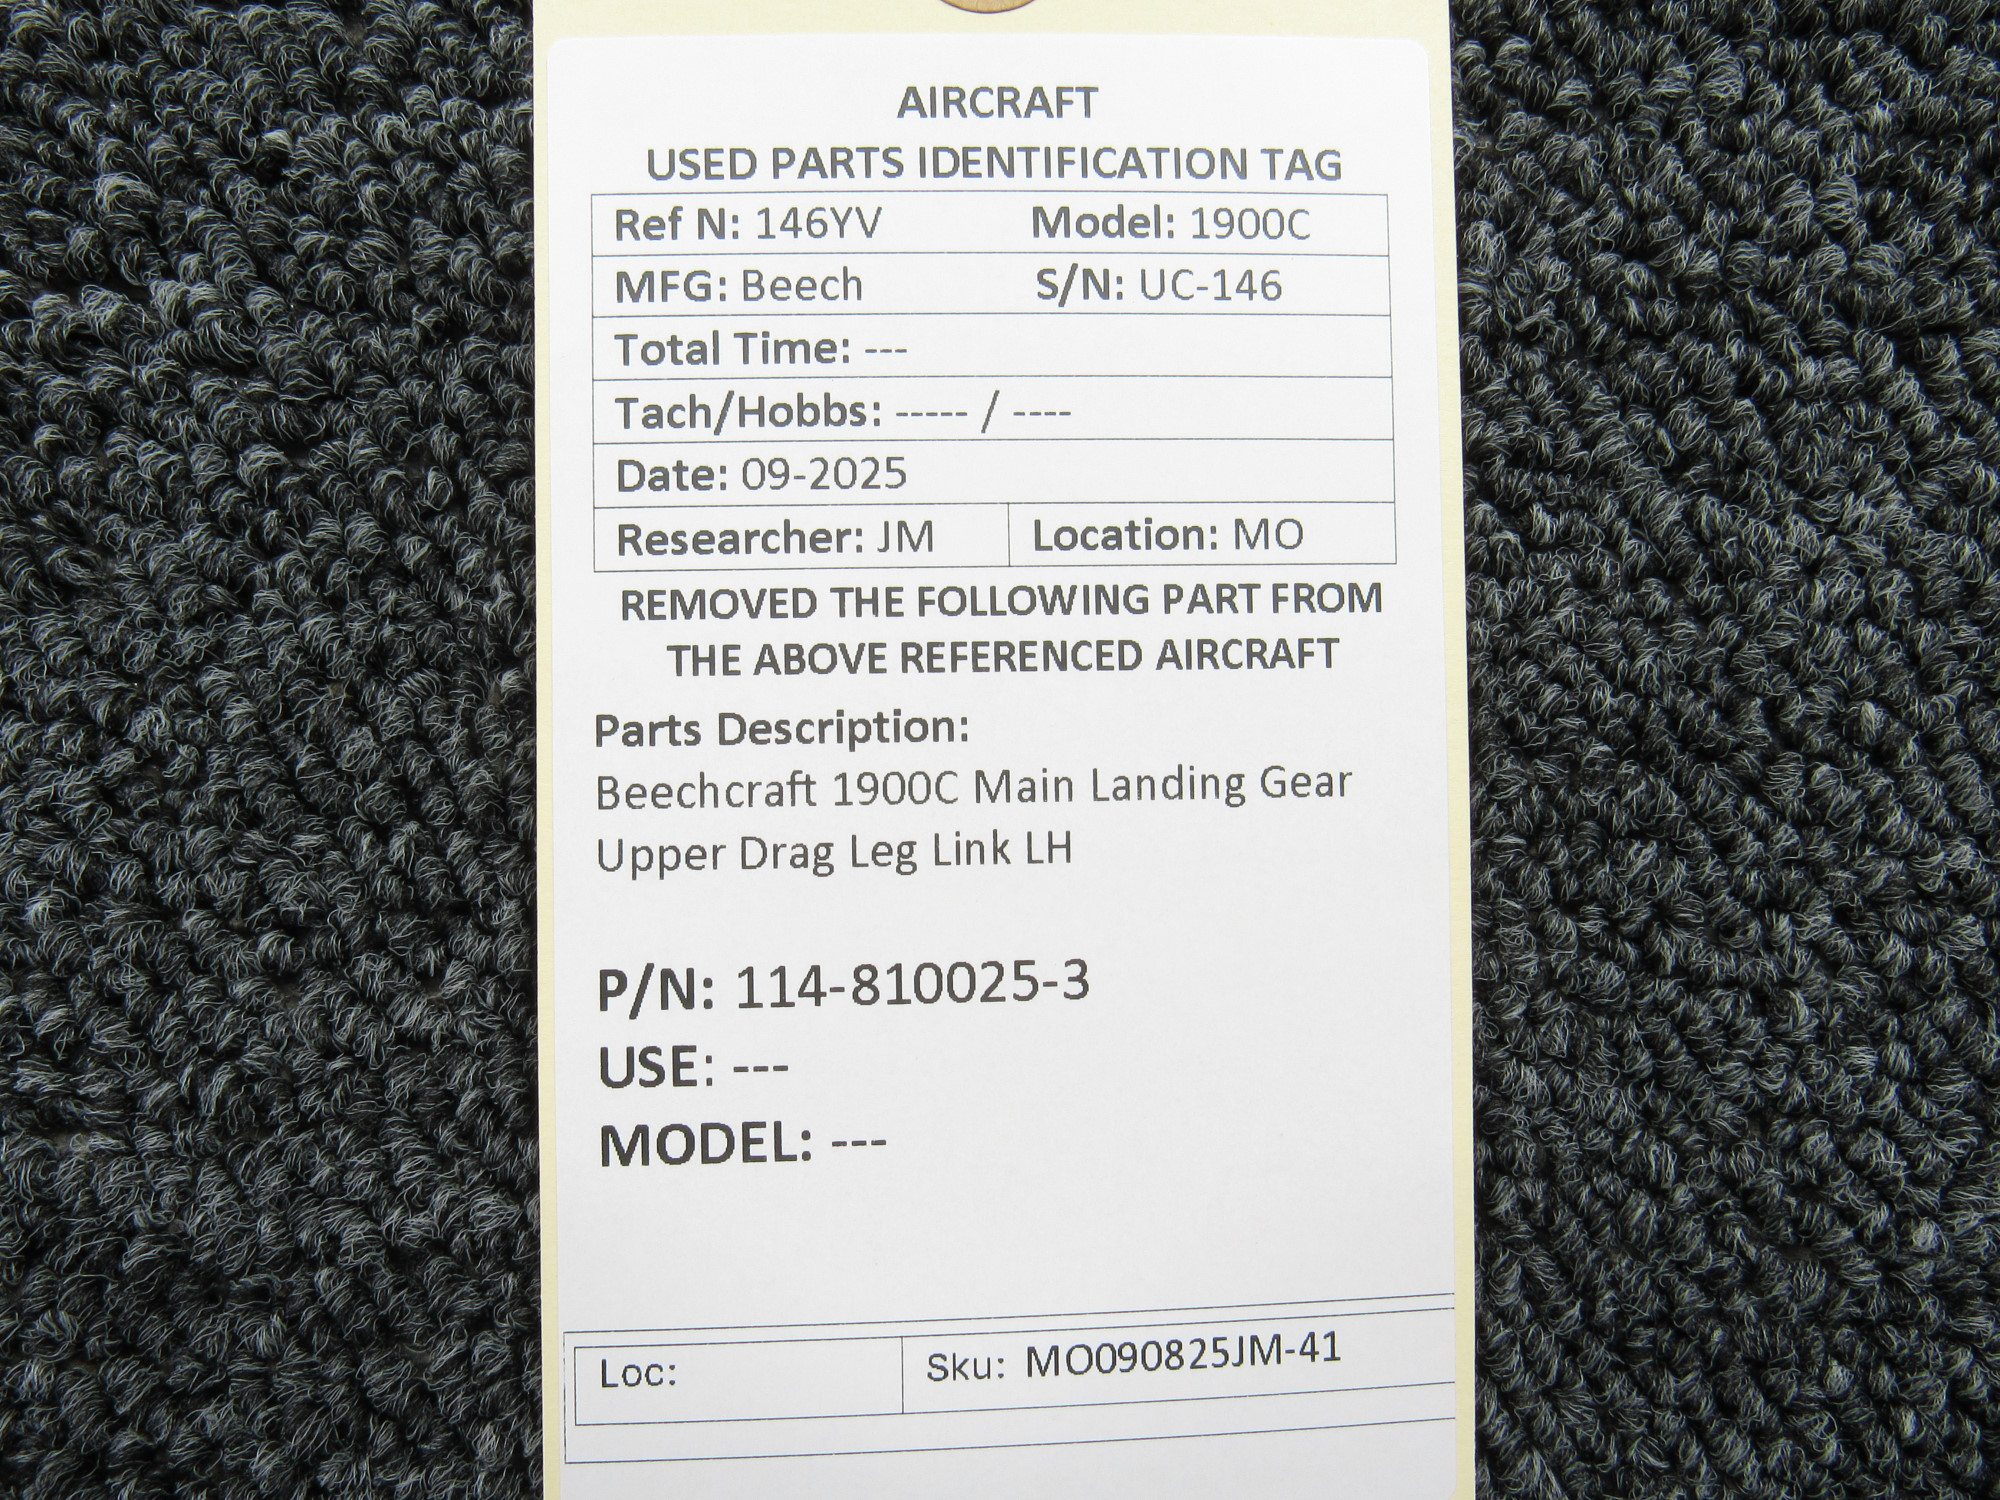 AIRCRAFT
USED PARTS IDENTIFICATION TAG
Ref N: 146YV Model: 1900C
MFG: Beech S/N: UC-146
Total Time: ---
Tach/Hobbs: ----- / ----
Date: 09-2025
Researcher: JM Location: MO
REMOVED THE FOLLOWING PART FROM
THE ABOVE REFERENCED AIRCRAFT
Parts Description:
Beechcraft 1900C Main Landing Gear
Upper Drag Leg Link LH
P/N: 114-810025-3
USE: ---
MODEL: ---
Loc: Sku: MO090825JM-41